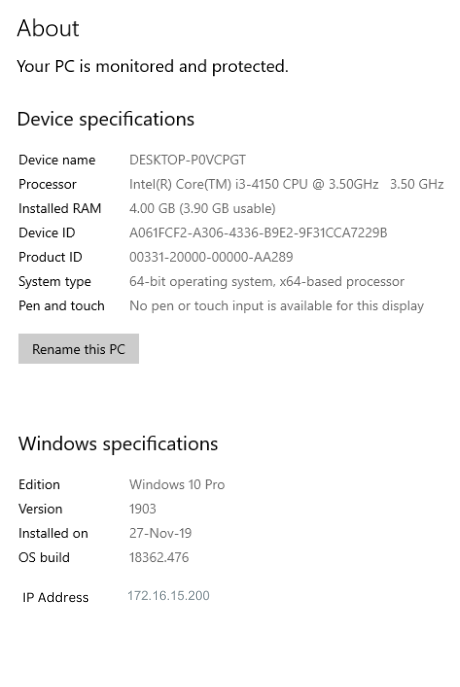 About
Your PC is monitored and protected.
Device specifications
Device name DESKTOP-P0VCPGT
Processor Intel(R) Core(TM) i3-4150 CPU @ 3.50GHz 3.50 GHz
Installed RAM 4.00 GB (3.90 GB usable)
Device ID A061FCF2-A306-4336-B9E2-9F31CCA7229B
Product ID 00331-20000-00000-AA289
System type 64-bit operating system, x64-based processor
Pen and touch No pen or touch input is available for this display
Rename this PC
Windows specifications
Edition Windows 10 Pro
Version 1903
Installed on 27-Nov-19
OS build 18362.476
IP Address 172.16.15.200